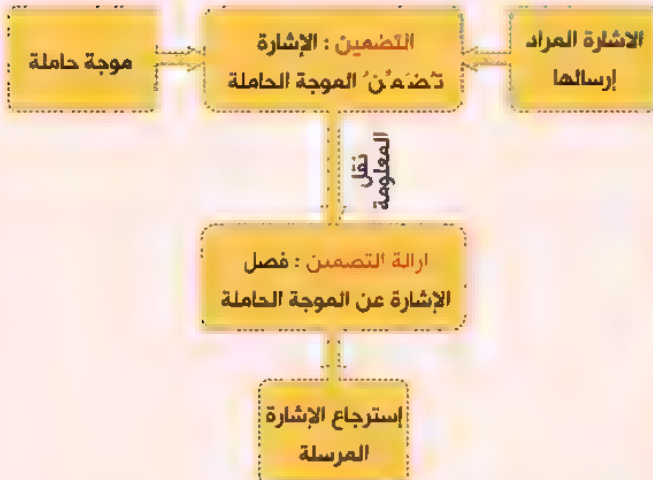 الاشارة المراد
إرسالها
التضمين : الإشارة
تُضَمَّنُ الموجة الحاملة
موجة حاملة
نقل
المعلومة
ازالة التضمين : فصل
الإشارة عن الموجة الحاملة
إسترجاع الإشارة
المرسلة